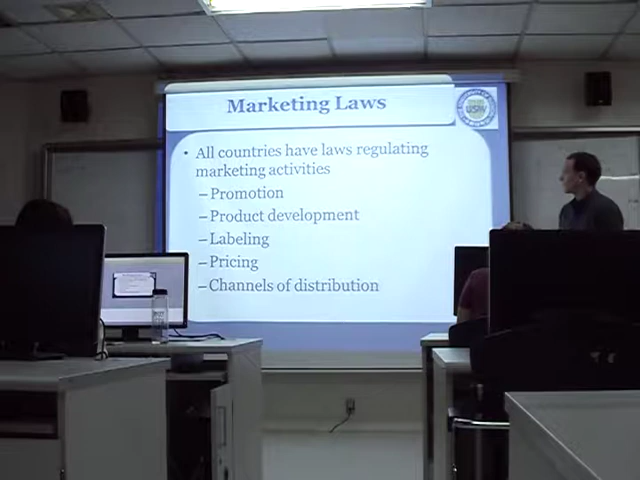 Marketing Laws
• All countries have laws regulating
marketing activities
– Promotion
– Product development
– Labeling
– Pricing
– Channels of distribution